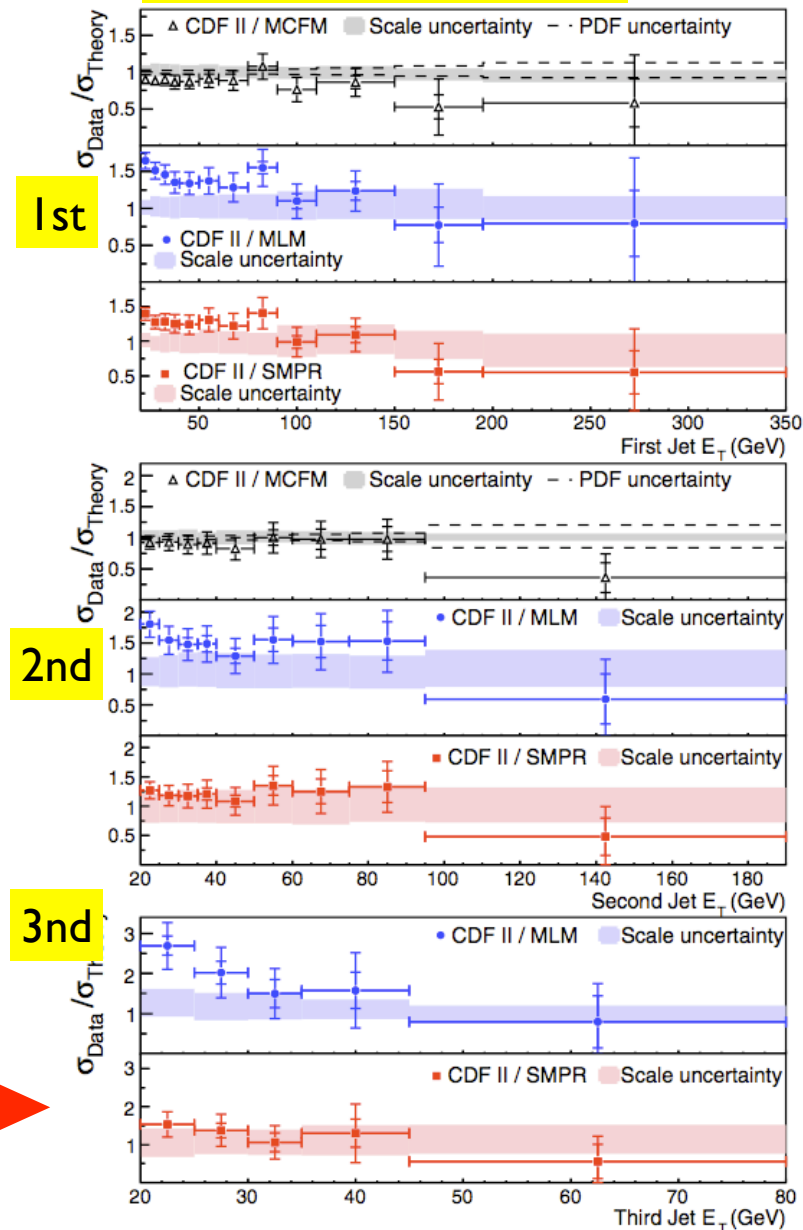 △ CDF II / MCFM Scale uncertainty - - PDF uncertainty
1.5
1
0.5
σData/σTheory
1st
1.5
1
0.5
CDF II / MLM
Scale uncertainty
1.5
1
0.5
CDF II / SMPR
Scale uncertainty
50 100 150 200 250 300 350
First Jet ET (GeV)
△ CDF II / MCFM Scale uncertainty - - PDF uncertainty
2
1.5
1
0.5
σData/σTheory
2nd
CDF II / MLM Scale uncertainty
2
1.5
1
0.5
CDF II / SMPR Scale uncertainty
2
1.5
1
0.5
20 40 60 80 100 120 140 160 180
Second Jet ET (GeV)
3nd
σData/σTh
CDF II / MLM Scale uncertainty
3
2
1
CDF II / SMPR Scale uncertainty
3
2
1
20 30 40 50 60 70 80
Third Jet ET (GeV)